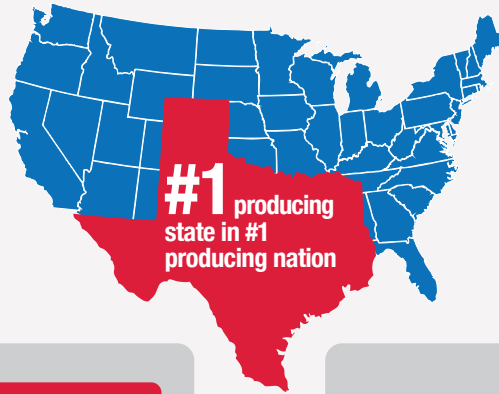 #1 producing
state in #1
producing nation